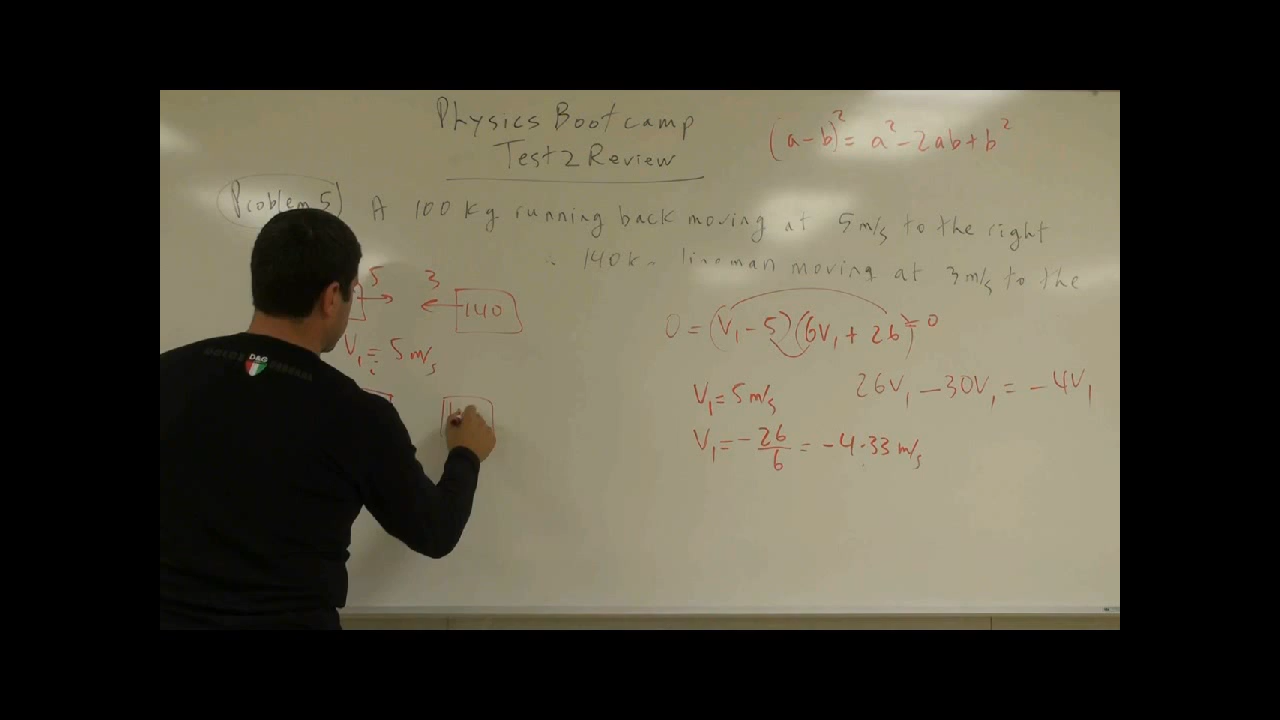 Physics Bootcamp
Test 2 Review
(a-b)² = a² - 2ab + b²
Problem 5) A 100 kg running back moving at 5 m/s to the right
140 k lineman moving at 3 m/s to the
5 3
140
V₁ᵢ = 5 m/s
0 = (V₁ - 5)(6V₁ + 26) = 0
V₁ = 5 m/s
26V₁ - 30V₁ = -4V₁
V₁ = -26/6 = -4.33 m/s
D&G